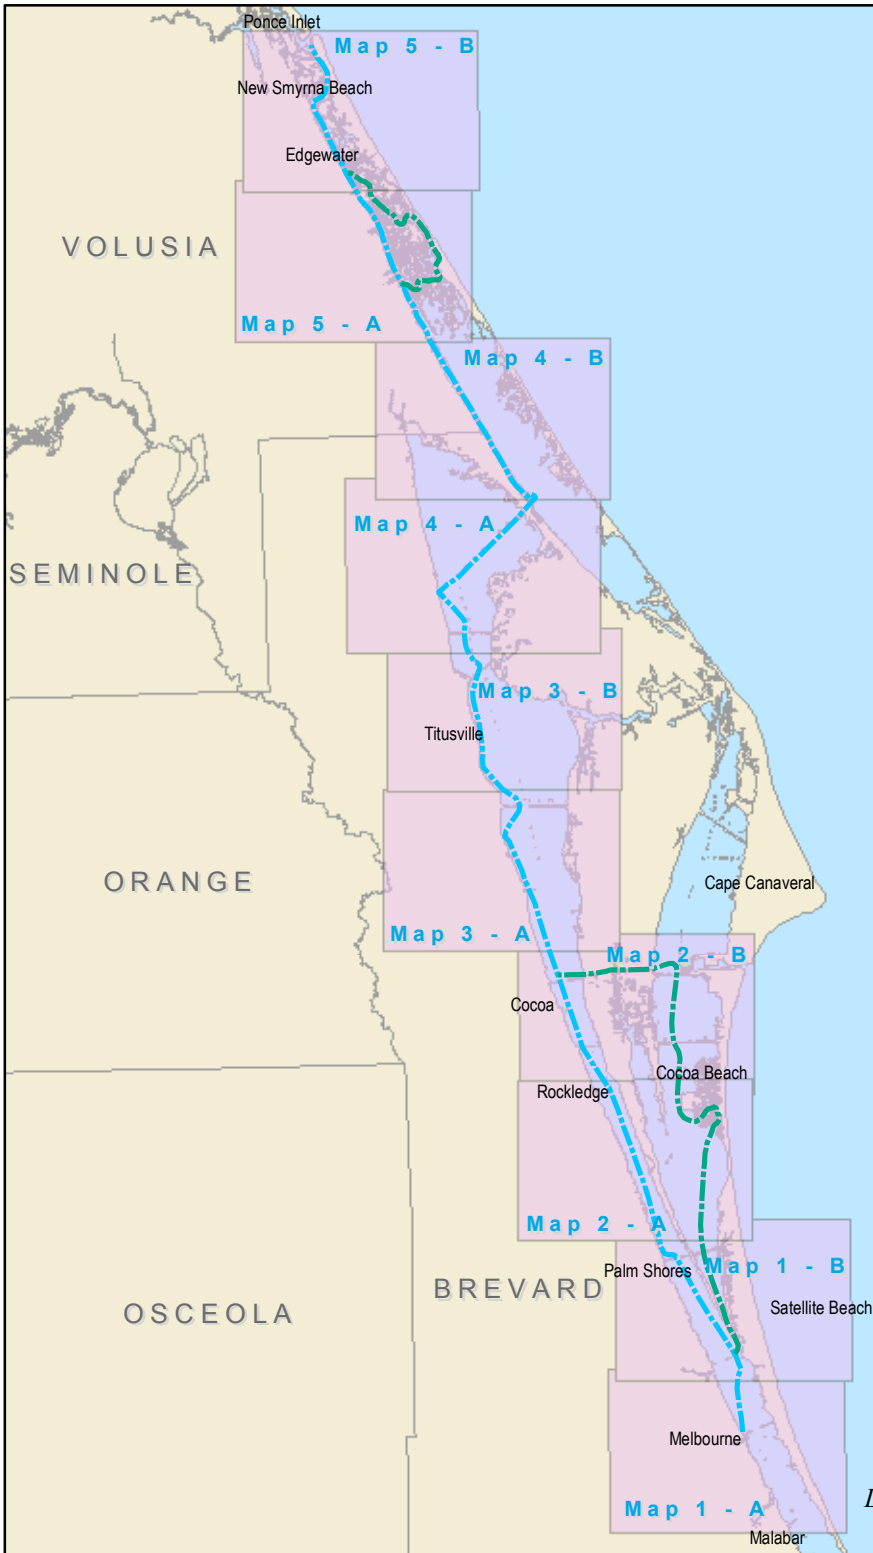 Ponce Inlet
Map 5 - B
New Smyrna Beach
Edgewater
VOLUSIA
Map 5 - A
Map 4 - B
Map 4 - A
SEMINOLE
Map 3 - B
Titusville
ORANGE
Cape Canaveral
Map 3 - A
Map 2 - B
Cocoa
Cocoa Beach
Rockledge
Map 2 - A
Palm Shores
Map 1 - B
BREVARD
Satellite Beach
OSCEOLA
Melbourne
Map 1 - A
Malabar